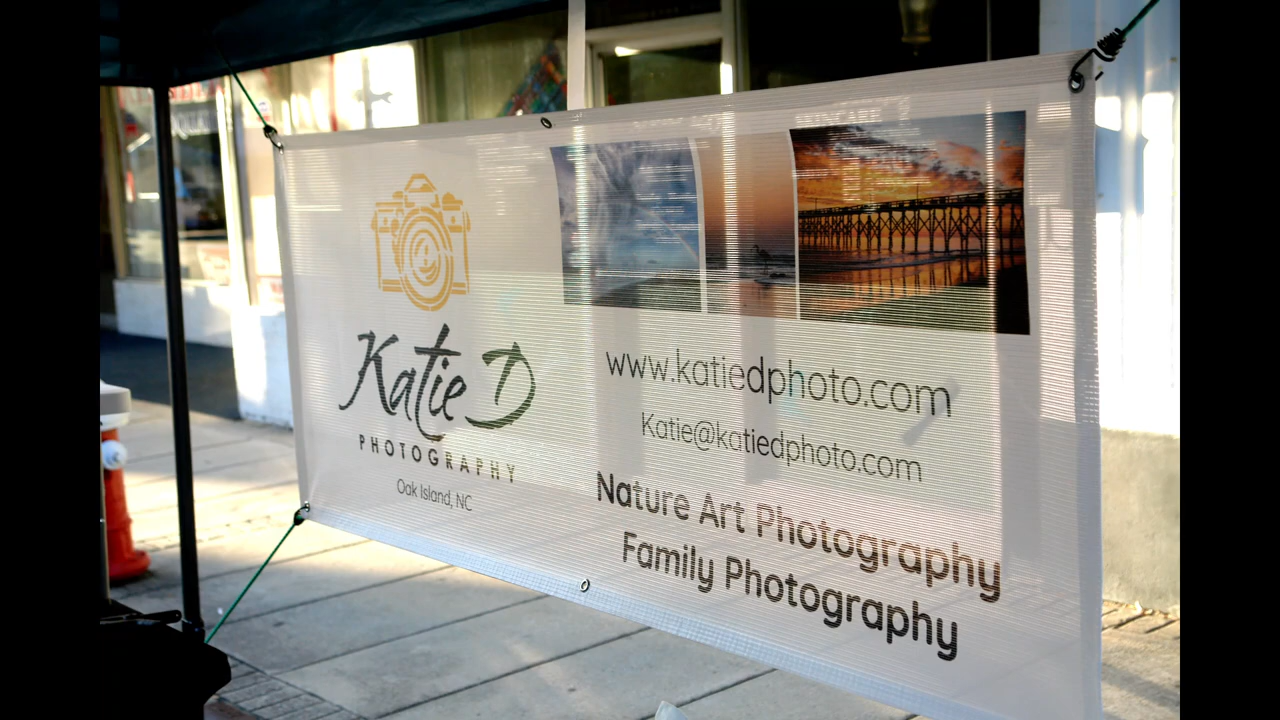 Katie D
PHOTOGRAPHY
Oak Island, NC
www.katiedphoto.com
Katie@katiedphoto.com
Nature Art Photography
Family Photography